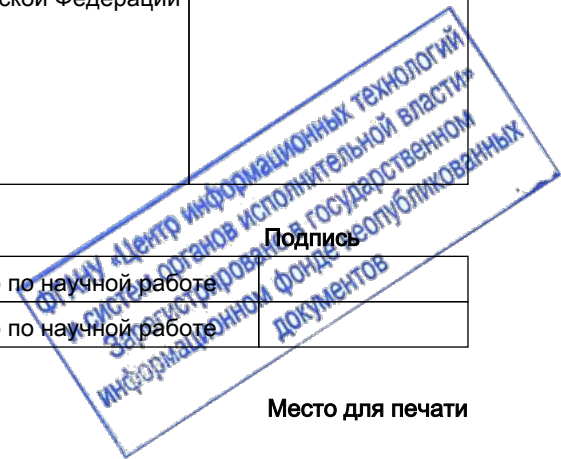 ской Федерации
ФГАНУ «Центр информационных технологий
и систем органов исполнительной власти»
Зарегистрировано в государственном
информационном фонде неопубликованных
документов
Подпись
по научной работе
по научной работе
Место для печати